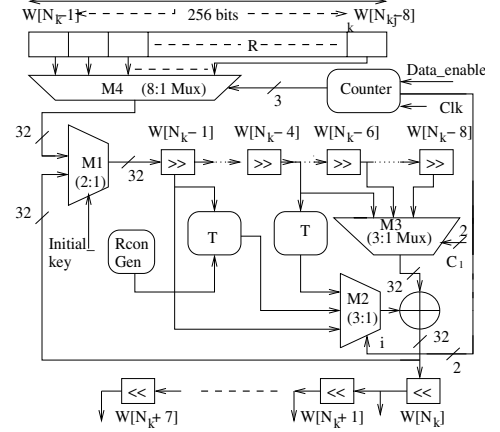 W[N_k−1] 256 bits W[N_k−8]
R_k
M4 (8:1 Mux)
3
Counter
Data_enable
Clk
32
M1
(2:1)
32
32
W[N_k−1] W[N_k−4] W[N_k−6] W[N_k−8]
>> >> >> >>
Initial_
key
Rcon
Gen
T
T
M3
(3:1 Mux)
2
C_1
32
M2
(3:1)
i
32
2
<< << <<
W[N_k+7] W[N_k+1] W[N_k]